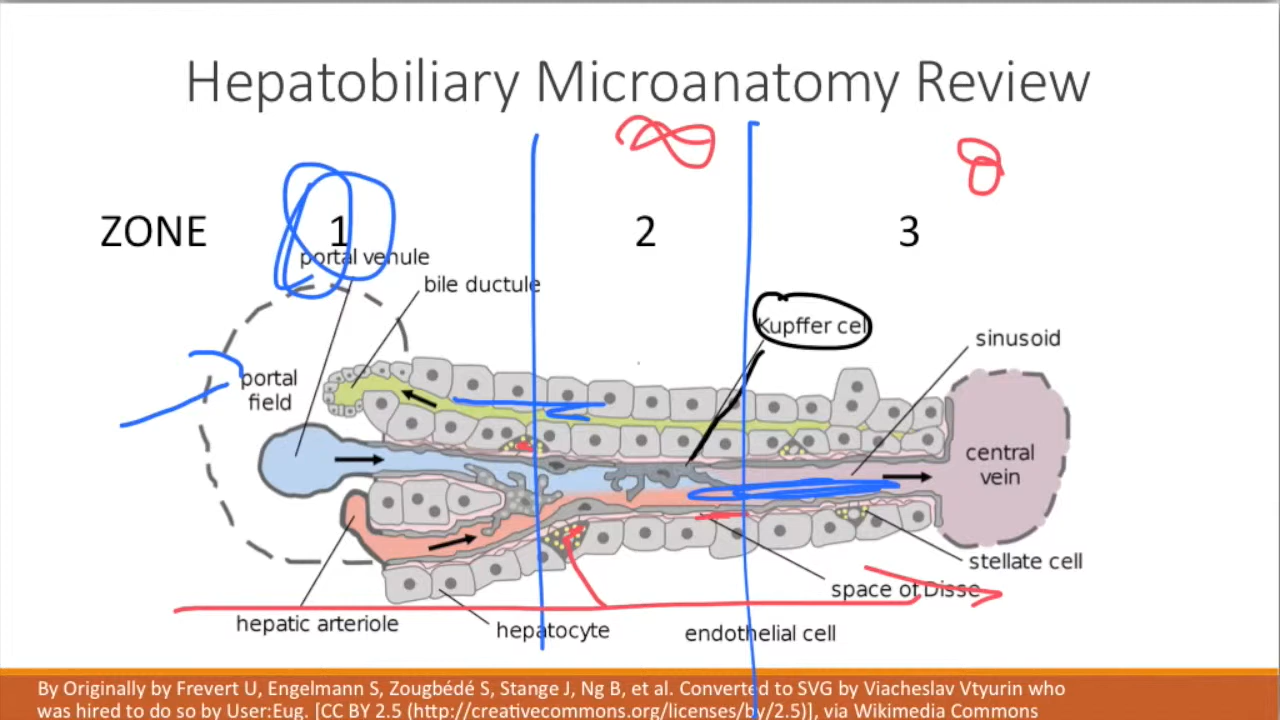 Hepatobiliary Microanatomy Review
ZONE 1 2 3
portal venule
bile ductule
Kupffer cell
sinusoid
portal
field
central
vein
stellate cell
space of Disse
hepatic arteriole
hepatocyte
endothelial cell
By Originally by Frevert U, Engelmann S, Zougbédé S, Stange J, Ng B, et al. Converted to SVG by Viacheslav Vtyurin who
was hired to do so by User:Eug. [CC BY 2.5 (http://creativecommons.org/licenses/by/2.5)], via Wikimedia Commons